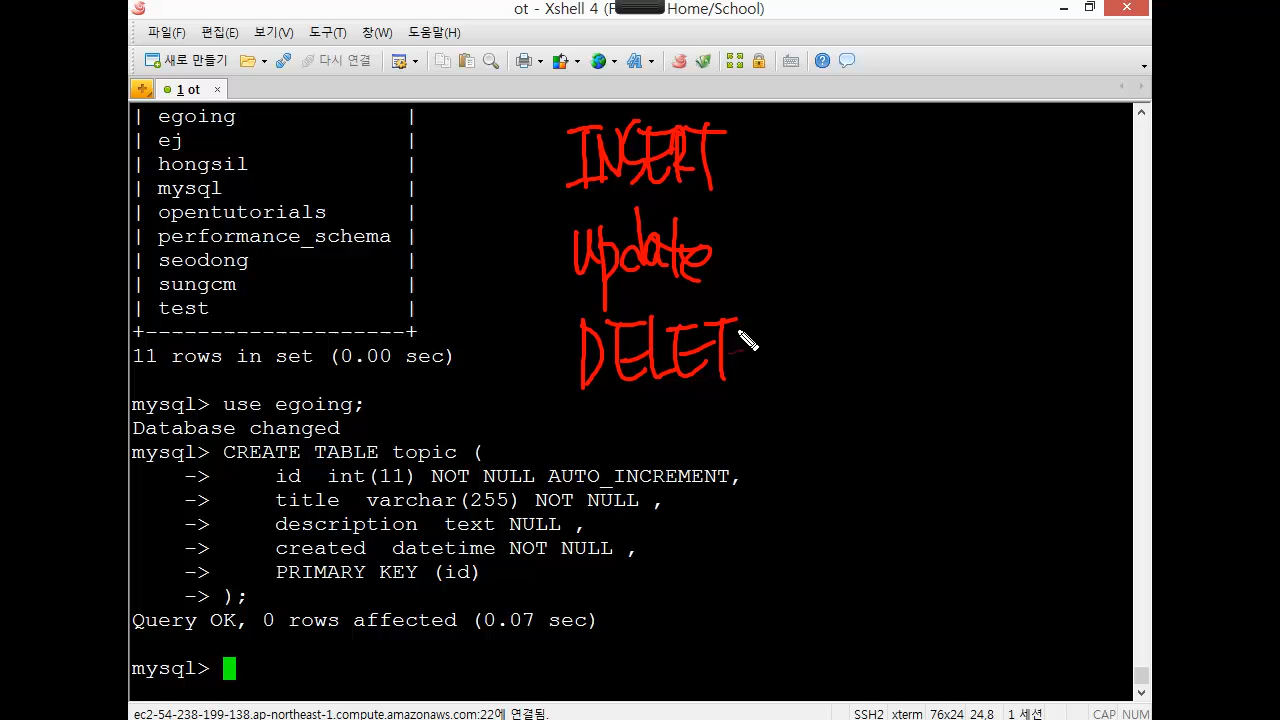 ot - Xshell 4 (F Home/School)
파일(F) 편집(E) 보기(V) 도구(T) 창(W) 도움말(H)
새로 만들기 다시 연결
1 ot ×
| egoing |
| ej |
| hongsil |
| mysql |
| opentutorials |
| performance_schema |
| seodong |
| sungcm |
| test |
+--------------------+
11 rows in set (0.00 sec)
INSERT
update
DELET
mysql> use egoing;
Database changed
mysql> CREATE TABLE topic (
-> id int(11) NOT NULL AUTO_INCREMENT,
-> title varchar(255) NOT NULL ,
-> description text NULL ,
-> created datetime NOT NULL ,
-> PRIMARY KEY (id)
-> );
Query OK, 0 rows affected (0.07 sec)
mysql>
ec2-54-238-199-138.ap-northeast-1.compute.amazonaws.com:22에 연결됨. SSH2 xterm 76x24 24,8 1 세션 CAP NUM